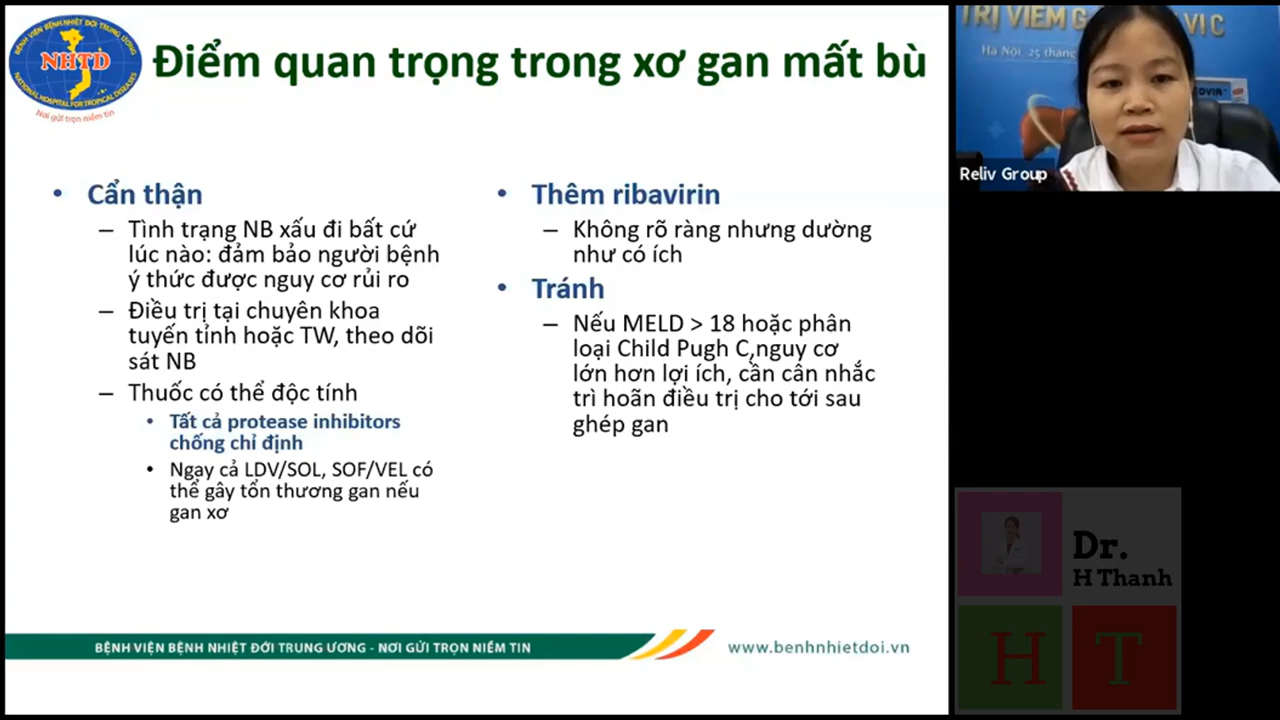 BỆNH VIỆN BỆNH NHIỆT ĐỚI TRUNG ƯƠNG
NHTD
NATIONAL HOSPITAL FOR TROPICAL DISEASES
Nơi gửi trọn niềm tin
Điểm quan trọng trong xơ gan mất bù
• Cẩn thận
– Tình trạng NB xấu đi bất cứ
lúc nào: đảm bảo người bệnh
ý thức được nguy cơ rủi ro
– Điều trị tại chuyên khoa
tuyến tỉnh hoặc TW, theo dõi
sát NB
– Thuốc có thể độc tính
• Tất cả protease inhibitors
chống chỉ định
• Ngay cả LDV/SOL, SOF/VEL có
thể gây tổn thương gan nếu
gan xơ
• Thêm ribavirin
– Không rõ ràng nhưng dường
như có ích
• Tránh
– Nếu MELD > 18 hoặc phân
loại Child Pugh C,nguy cơ
lớn hơn lợi ích, cần cân nhắc
trì hoãn điều trị cho tới sau
ghép gan
BỆNH VIỆN BỆNH NHIỆT ĐỚI TRUNG ƯƠNG - NƠI GỬI TRỌN NIỀM TIN
www.benhnhietdoi.vn
TRỊ VIÊM G
VI C
Hà Nội, 25 thán
Reliv Group
Dr.
H Thanh
H T